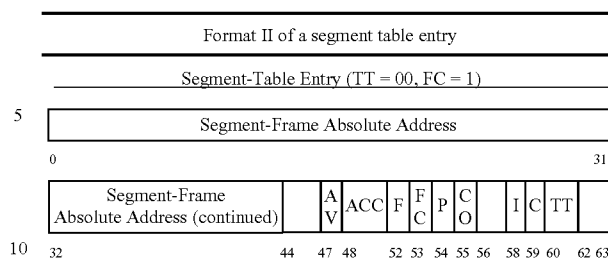 Format II of a segment table entry
Segment-Table Entry (TT = 00, FC = 1)
5
Segment-Frame Absolute Address
0 31
Segment-Frame
Absolute Address (continued)
A
V
ACC
F
F
C
P
C
O
I
C
TT
10
32 44 47 48 52 53 54 55 56 58 59 60 62 63